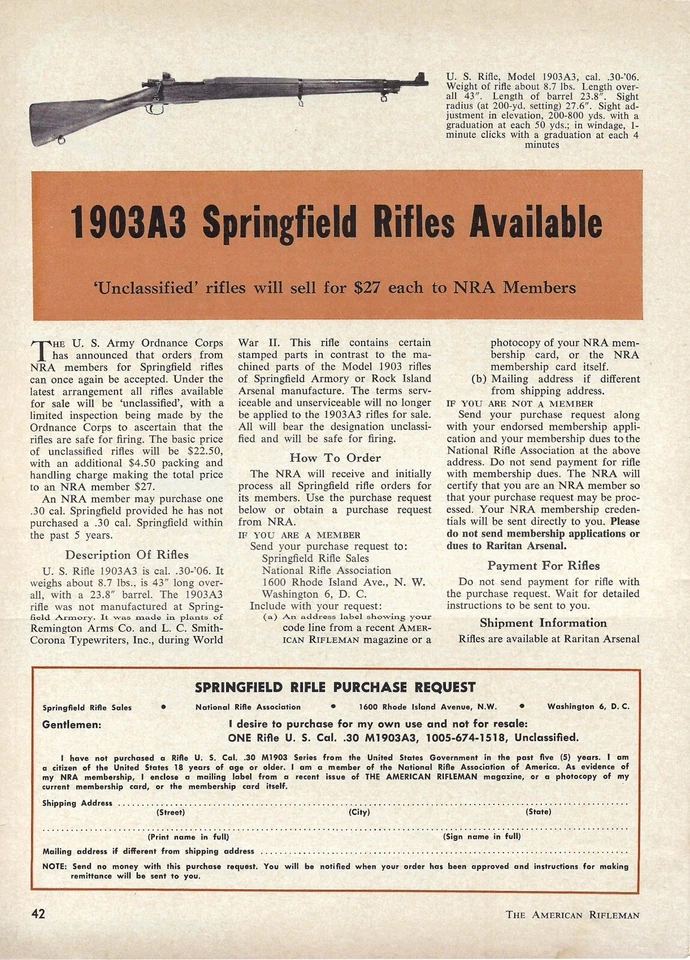 U. S. Rifle, Model 1903A3, cal. .30-'06.
Weight of rifle about 8.7 lbs. Length over-
all 43". Length of barrel 23.8". Sight
radius (at 200-yd. setting) 27.6". Sight ad-
justment in elevation, 200-800 yds. with a
graduation at each 50 yds.; in windage, 1-
minute clicks with a graduation at each 4
minutes
1903A3 Springfield Rifles Available
'Unclassified' rifles will sell for $27 each to NRA Members
THE U. S. Army Ordnance Corps
has announced that orders from
NRA members for Springfield rifles
can once again be accepted. Under the
latest arrangement all rifles available
for sale will be 'unclassified', with a
limited inspection being made by the
Ordnance Corps to ascertain that the
rifles are safe for firing. The basic price
of unclassified rifles will be $22.50,
with an additional $4.50 packing and
handling charge making the total price
to an NRA member $27.
An NRA member may purchase one
.30 cal. Springfield provided he has not
purchased a .30 cal. Springfield within
the past 5 years.
Description Of Rifles
U. S. Rifle 1903A3 is cal. .30-'06. It
weighs about 8.7 lbs., is 43" long over-
all, with a 23.8" barrel. The 1903A3
rifle was not manufactured at Spring-
field Armory. It was made in plants of
Remington Arms Co. and L. C. Smith-
Corona Typewriters, Inc., during World
War II. This rifle contains certain
stamped parts in contrast to the ma-
chined parts of the Model 1903 rifles
of Springfield Armory or Rock Island
Arsenal manufacture. The terms serv-
iceable and unserviceable will no longer
be applied to the 1903A3 rifles for sale.
All will bear the designation unclassi-
fied and will be safe for firing.
How To Order
The NRA will receive and initially
process all Springfield rifle orders for
its members. Use the purchase request
below or obtain a purchase request
from NRA.
IF YOU ARE A MEMBER
Send your purchase request to:
Springfield Rifle Sales
National Rifle Association
1600 Rhode Island Ave., N. W.
Washington 6, D. C.
Include with your request:
(a) An address label showing your
code line from a recent AMER-
ICAN RIFLEMAN magazine or a
photocopy of your NRA mem-
bership card, or the NRA
membership card itself.
(b) Mailing address if different
from shipping address.
IF YOU ARE NOT A MEMBER
Send your purchase request along
with your endorsed membership appli-
cation and your membership dues to the
National Rifle Association at the above
address. Do not send payment for rifle
with membership dues. The NRA will
certify that you are an NRA member so
that your purchase request may be proc-
essed. Your NRA membership creden-
tials will be sent directly to you. Please
do not send membership applications or
dues to Raritan Arsenal.
Payment For Rifles
Do not send payment for rifle with
the purchase request. Wait for detailed
instructions to be sent to you.
Shipment Information
Rifles are available at Raritan Arsenal
SPRINGFIELD RIFLE PURCHASE REQUEST
Springfield Rifle Sales • National Rifle Association • 1600 Rhode Island Avenue, N.W. • Washington 6, D. C.
Gentlemen: I desire to purchase for my own use and not for resale:
ONE Rifle U. S. Cal. .30 M1903A3, 1005-674-1518, Unclassified.
I have not purchased a Rifle U. S. Cal. .30 M1903 Series from the United States Government in the past five (5) years. I am
a citizen of the United States 18 years of age or older. I am a member of the National Rifle Association of America. As evidence of
my NRA membership, I enclose a mailing label from a recent issue of THE AMERICAN RIFLEMAN magazine, or a photocopy of my
current membership card, or the membership card itself.
Shipping Address
(Street) (City) (State)
(Print name in full) (Sign name in full)
Mailing address if different from shipping address
NOTE: Send no money with this purchase request. You will be notified when your order has been approved and instructions for making
remittance will be sent to you.
42 THE AMERICAN RIFLEMAN